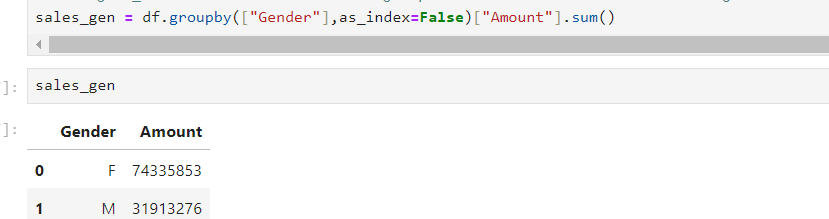 sales_gen = df.groupby(["Gender"],as_index=False)["Amount"].sum()
]: sales_gen
]:
Gender Amount
0 F 74335853
1 M 31913276